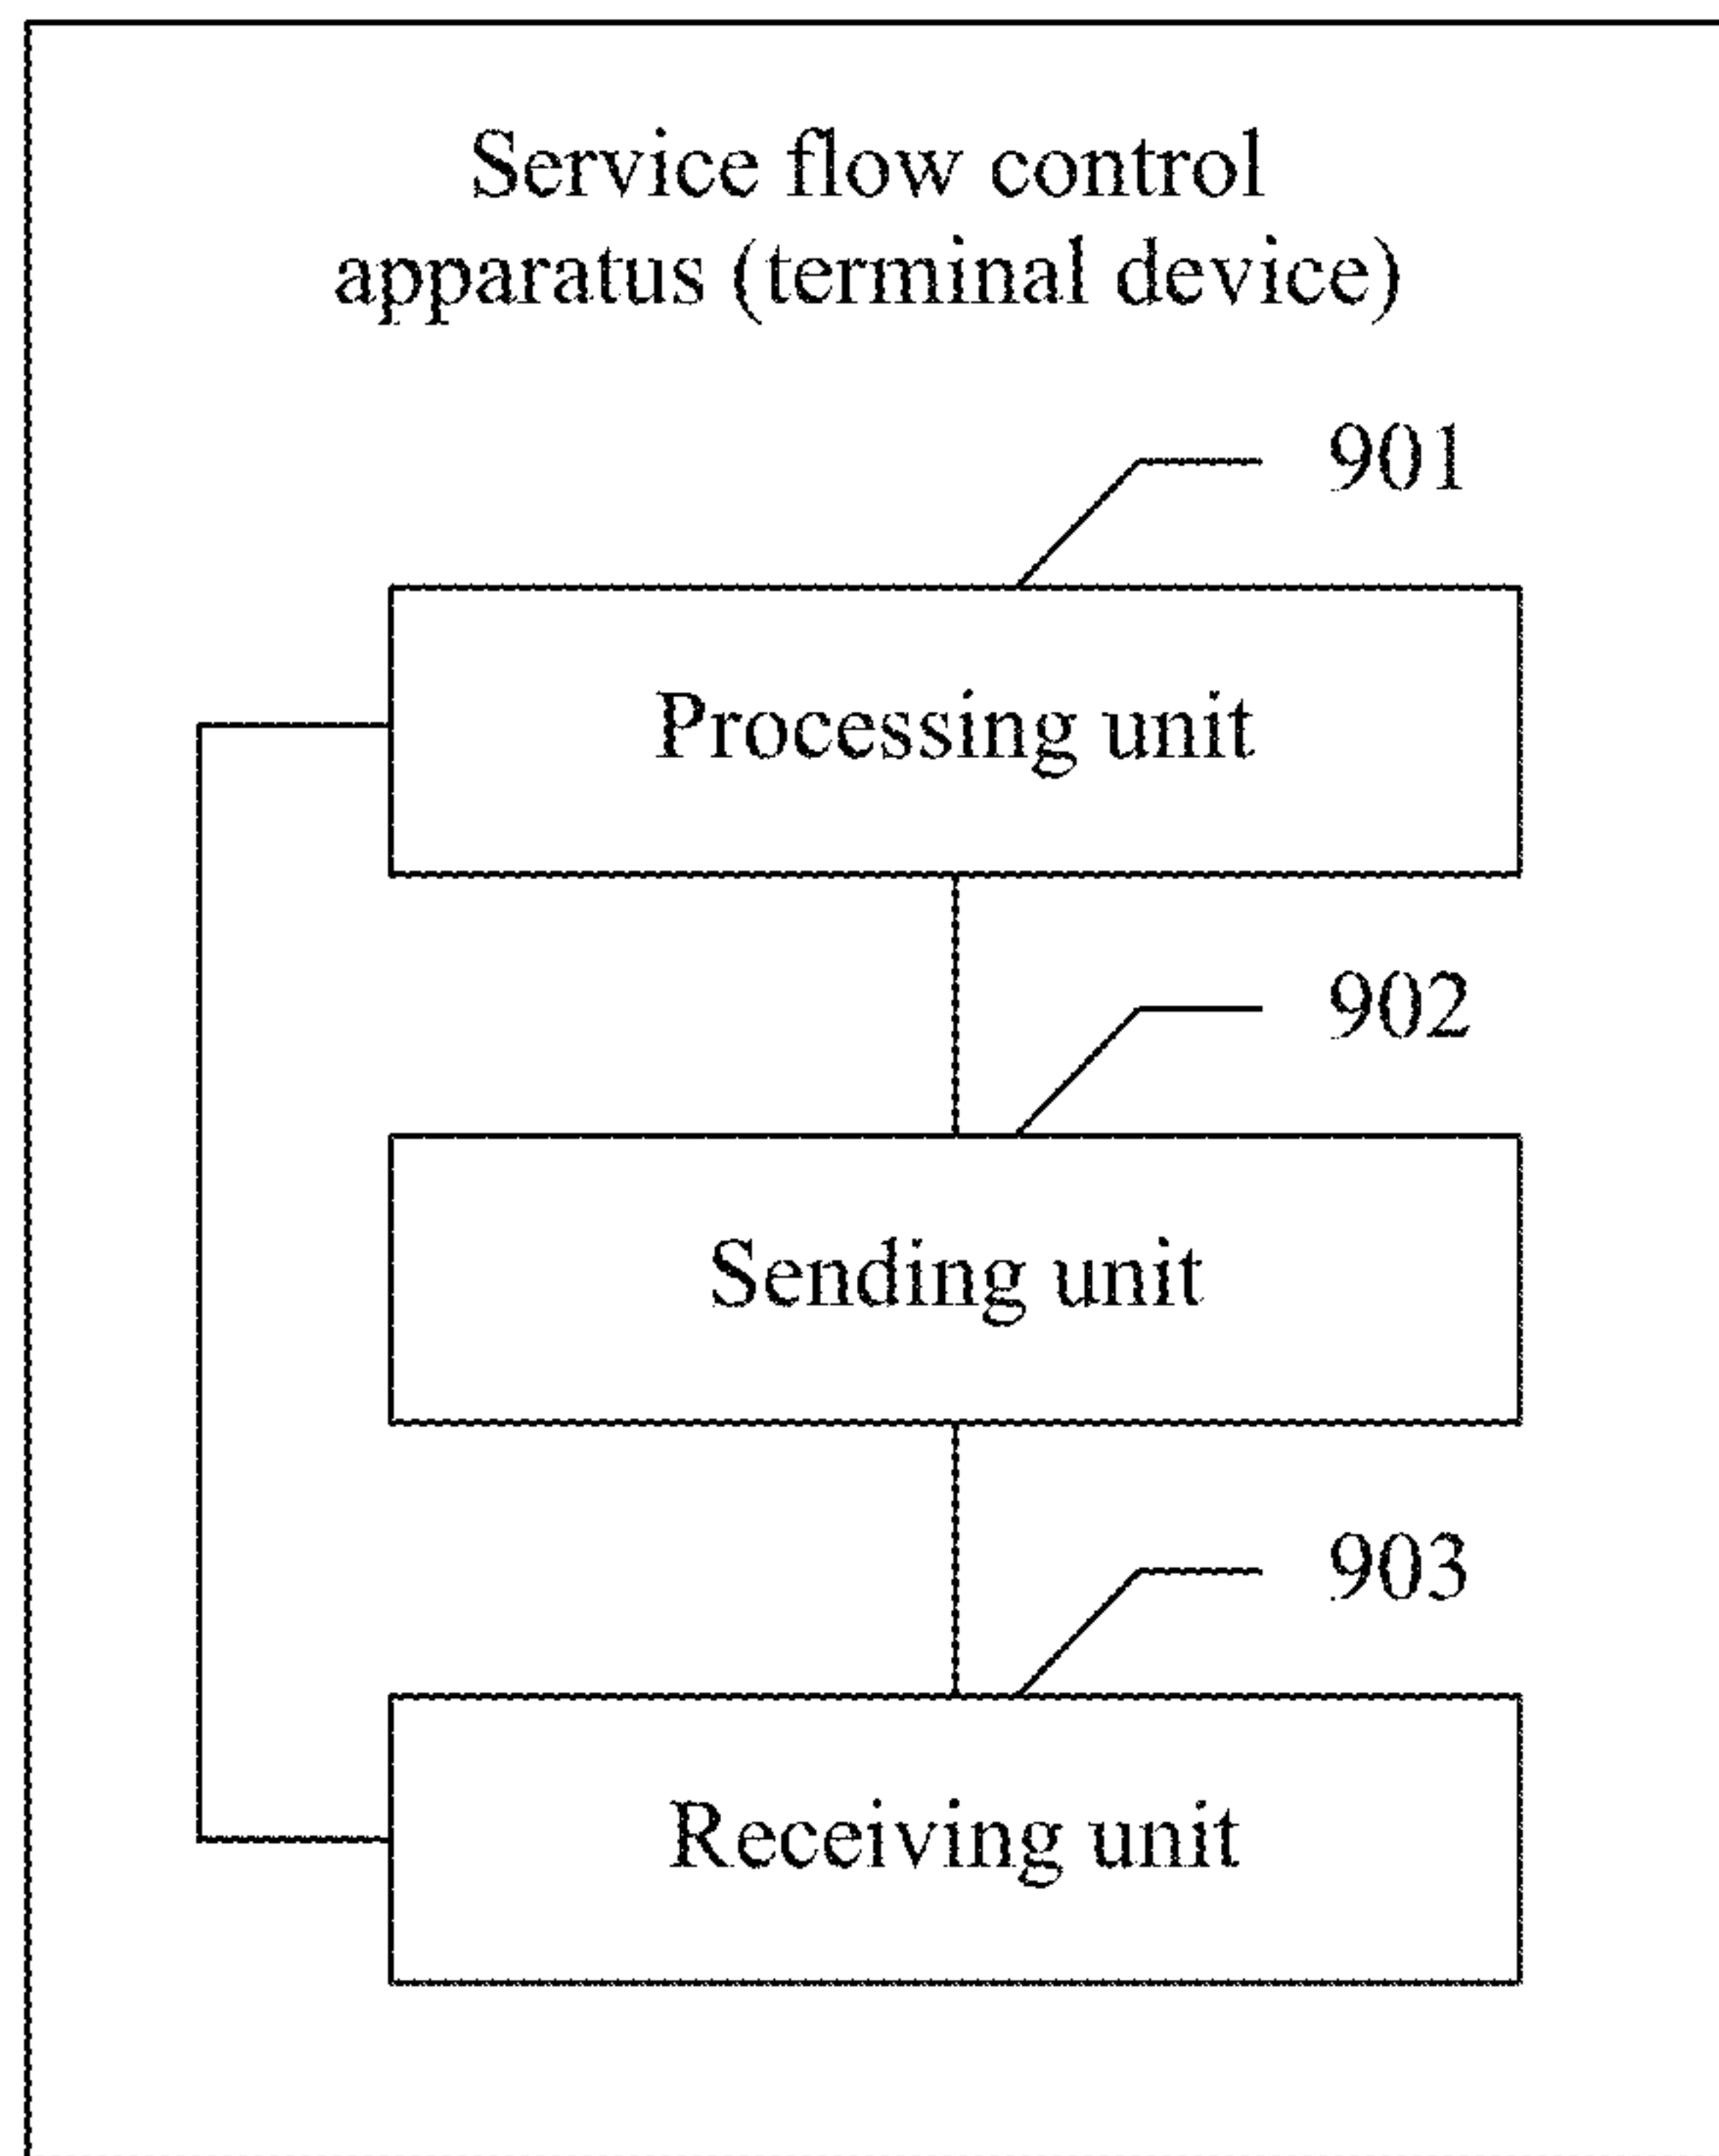 Service flow control
apparatus (terminal device)
901
Processing unit
902
Sending unit
903
Receiving unit